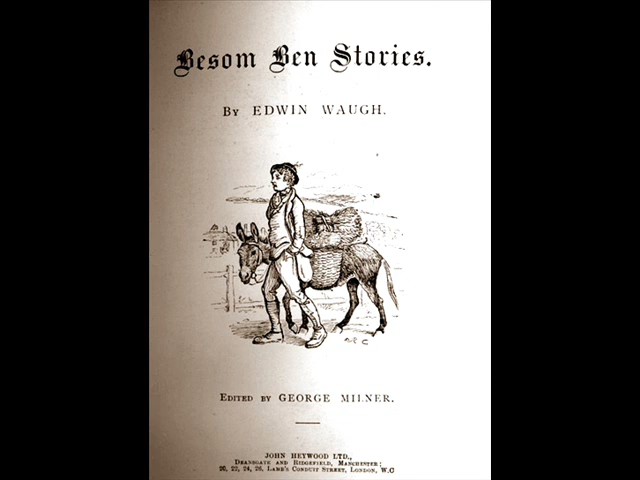 Besom Ben Stories.
By EDWIN WAUGH.
Edited by GEORGE MILNER.
JOHN HEYWOOD LTD.,
Deansgate and Ridgefield, Manchester;
20, 22, 24, 26, Lamb's Conduit Street, London, W.C